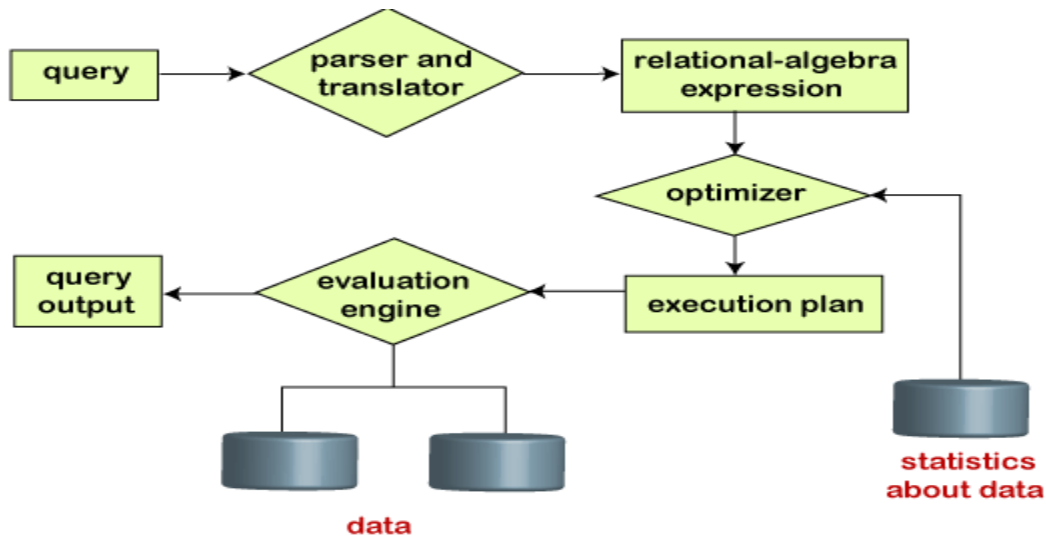 query
parser and
translator
relational-algebra
expression
optimizer
query
output
evaluation
engine
execution plan
statistics
about data
data